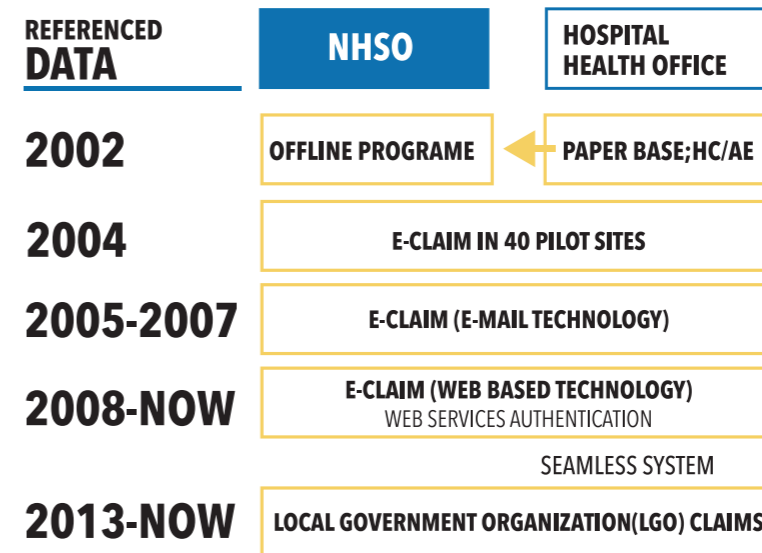 REFERENCED
DATA
NHSO
HOSPITAL
HEALTH OFFICE
2002
OFFLINE PROGRAME
PAPER BASE;HC/AE
2004
E-CLAIM IN 40 PILOT SITES
2005-2007
E-CLAIM (E-MAIL TECHNOLOGY)
2008-NOW
E-CLAIM (WEB BASED TECHNOLOGY)
WEB SERVICES AUTHENTICATION
SEAMLESS SYSTEM
2013-NOW
LOCAL GOVERNMENT ORGANIZATION(LGO) CLAIMS